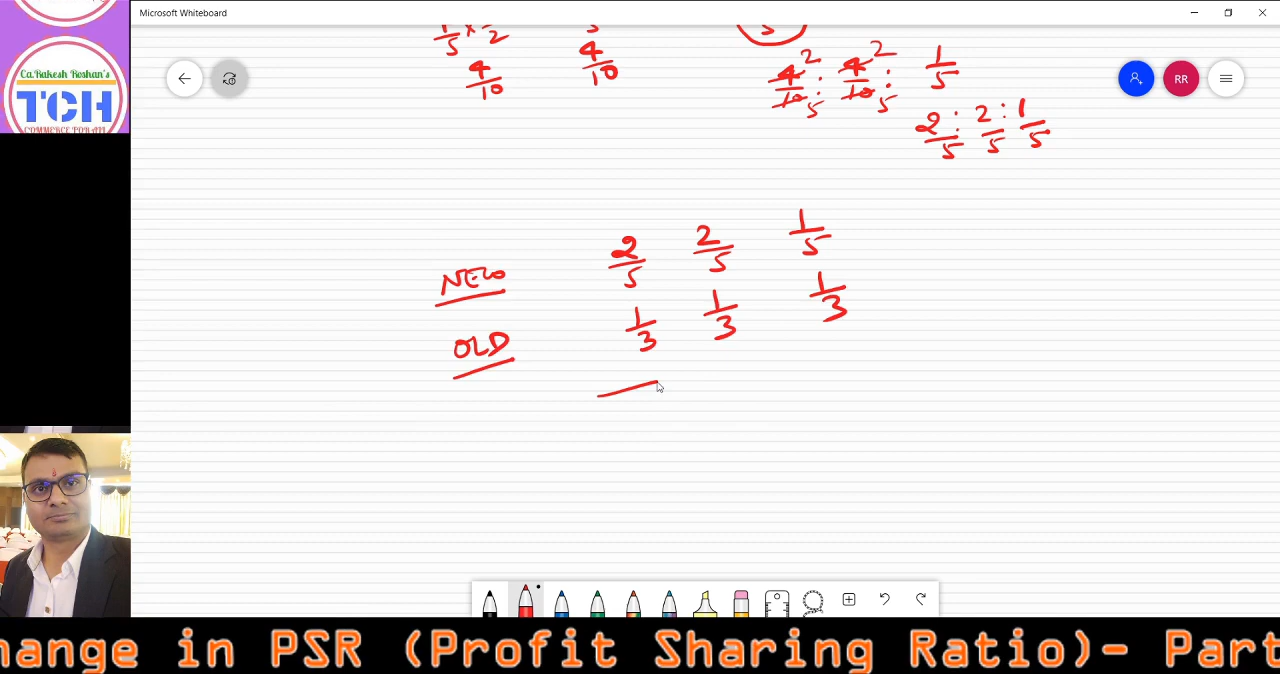 Microsoft Whiteboard
Ca.Rakesh Roshan's
TCH
COMMERCE FOR ALL
RR
4/10 4/10 4/10 2 5 : 4/10 2 5 : 1/5
2/5 : 2/5 : 1/5
NEW 2/5 2/5 1/5
OLD 1/3 1/3 1/3
hange in PSR (Profit Sharing Ratio)- Part